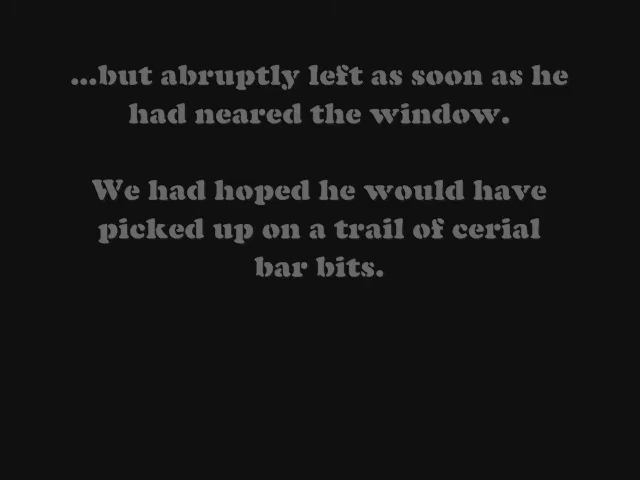 ...but abruptly left as soon as he
had neared the window.
We had hoped he would have
picked up on a trail of cerial
bar bits.